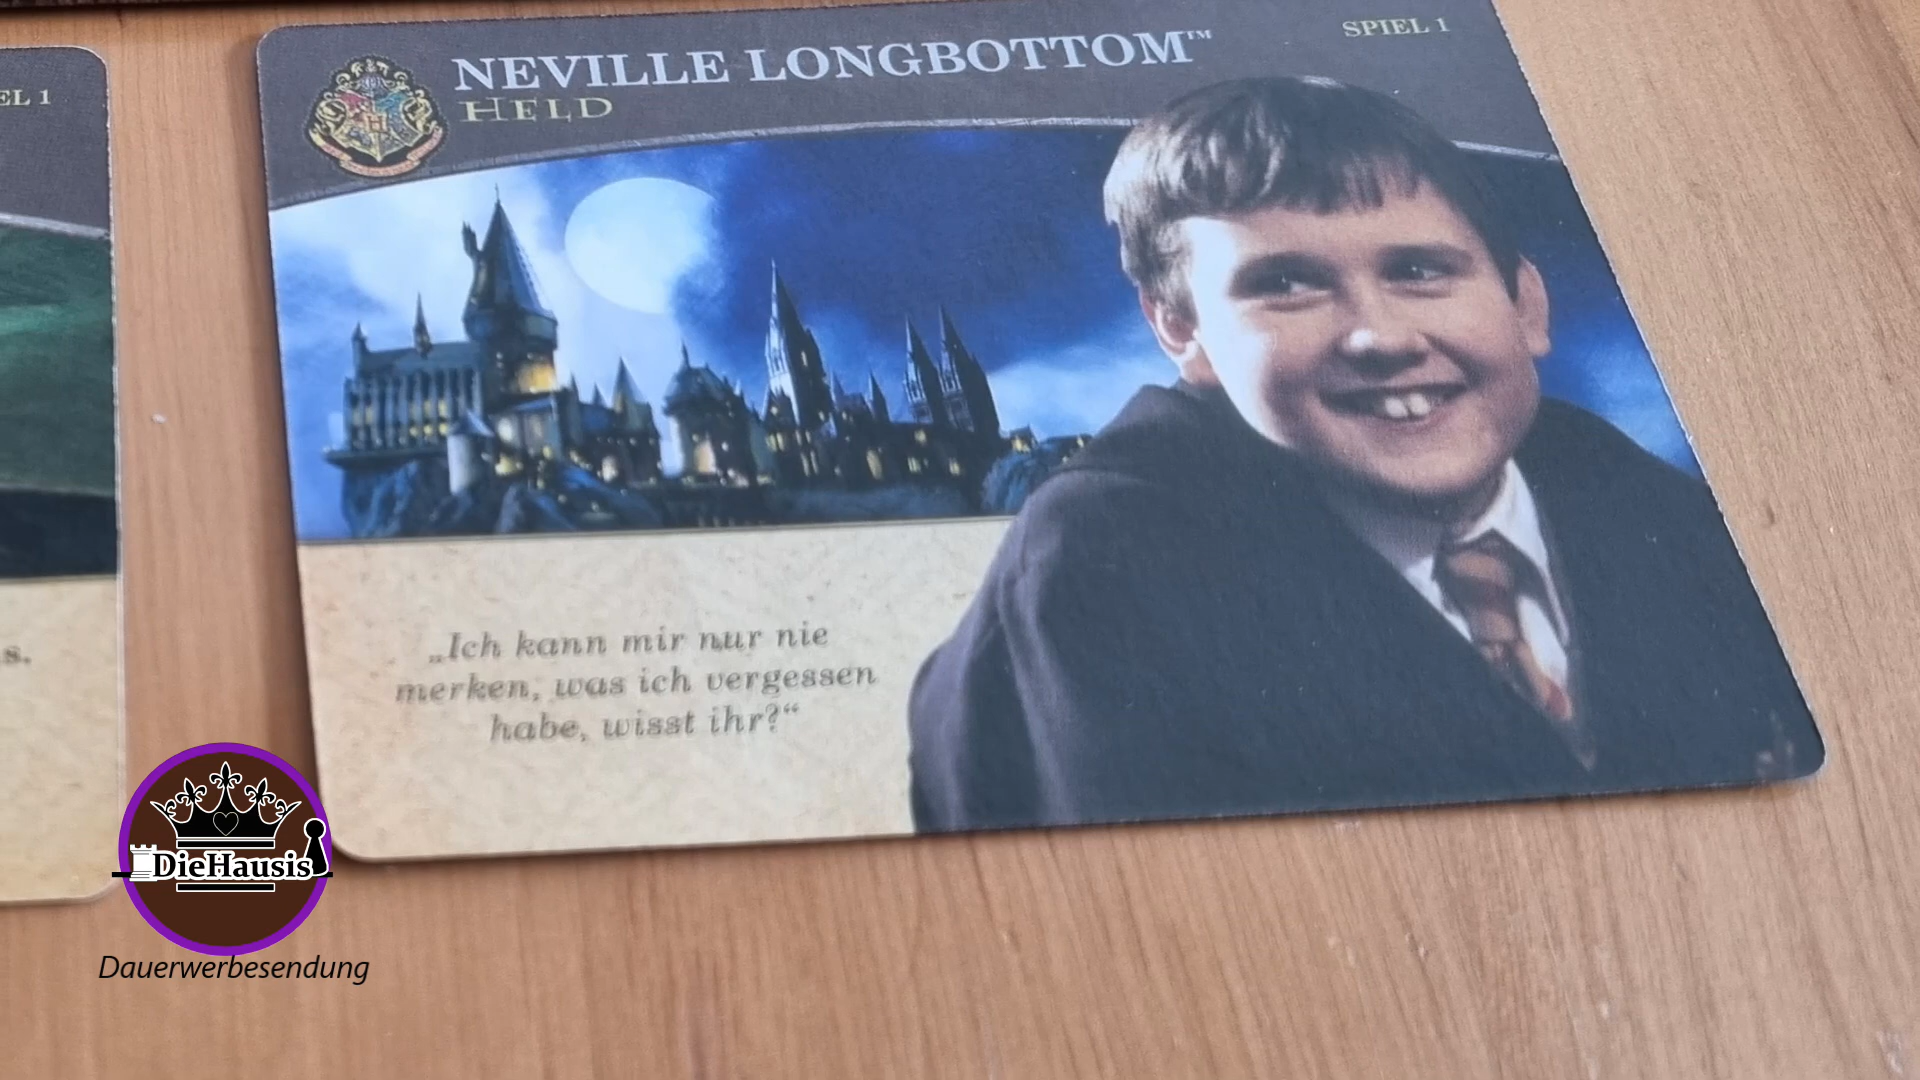 EL 1
s.
NEVILLE LONGBOTTOM™
HELD
SPIEL 1
H
„Ich kann mir nur nie
merken, was ich vergessen
habe, wisst ihr?“
DieHausis
Dauerwerbesendung